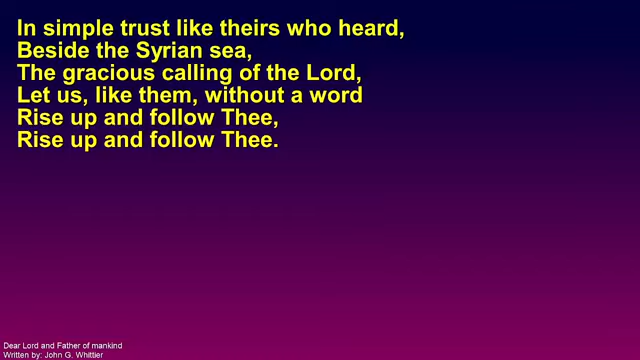 In simple trust like theirs who heard,
Beside the Syrian sea,
The gracious calling of the Lord,
Let us, like them, without a word
Rise up and follow Thee,
Rise up and follow Thee.
Dear Lord and Father of mankind
Written by: John G. Whittier